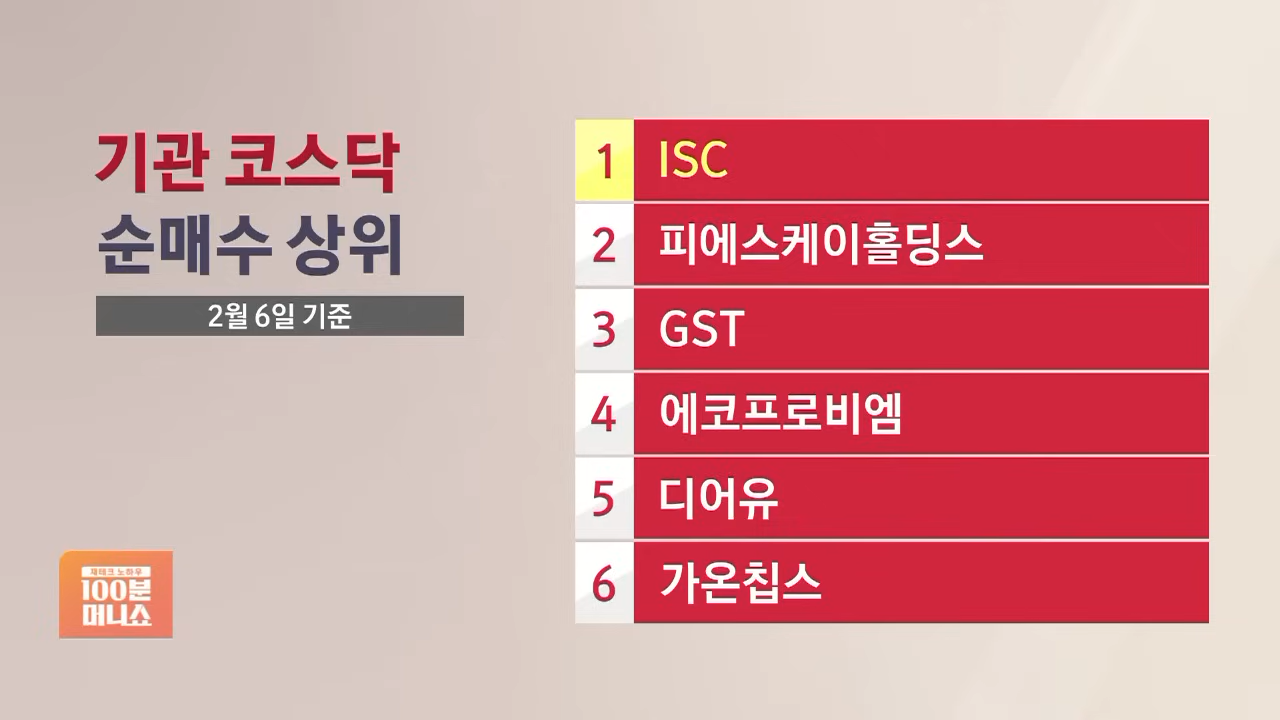 기관 코스닥
순매수 상위
2월 6일 기준
1 ISC
2 피에스케이홀딩스
3 GST
4 에코프로비엠
5 디어유
6 가온칩스
재테크 노하우
100분
머니쇼